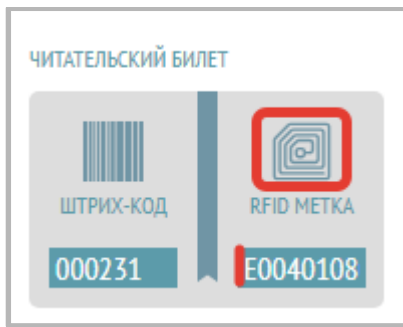 ЧИТАТЕЛЬСКИЙ БИЛЕТ
ШТРИХ-КОД
RFID МЕТКА
000231
E0040108